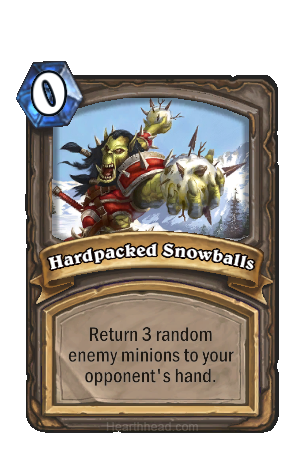 0
Hardpacked Snowballs
Return 3 random
enemy minions to your
opponent's hand.
Hearthhead.com